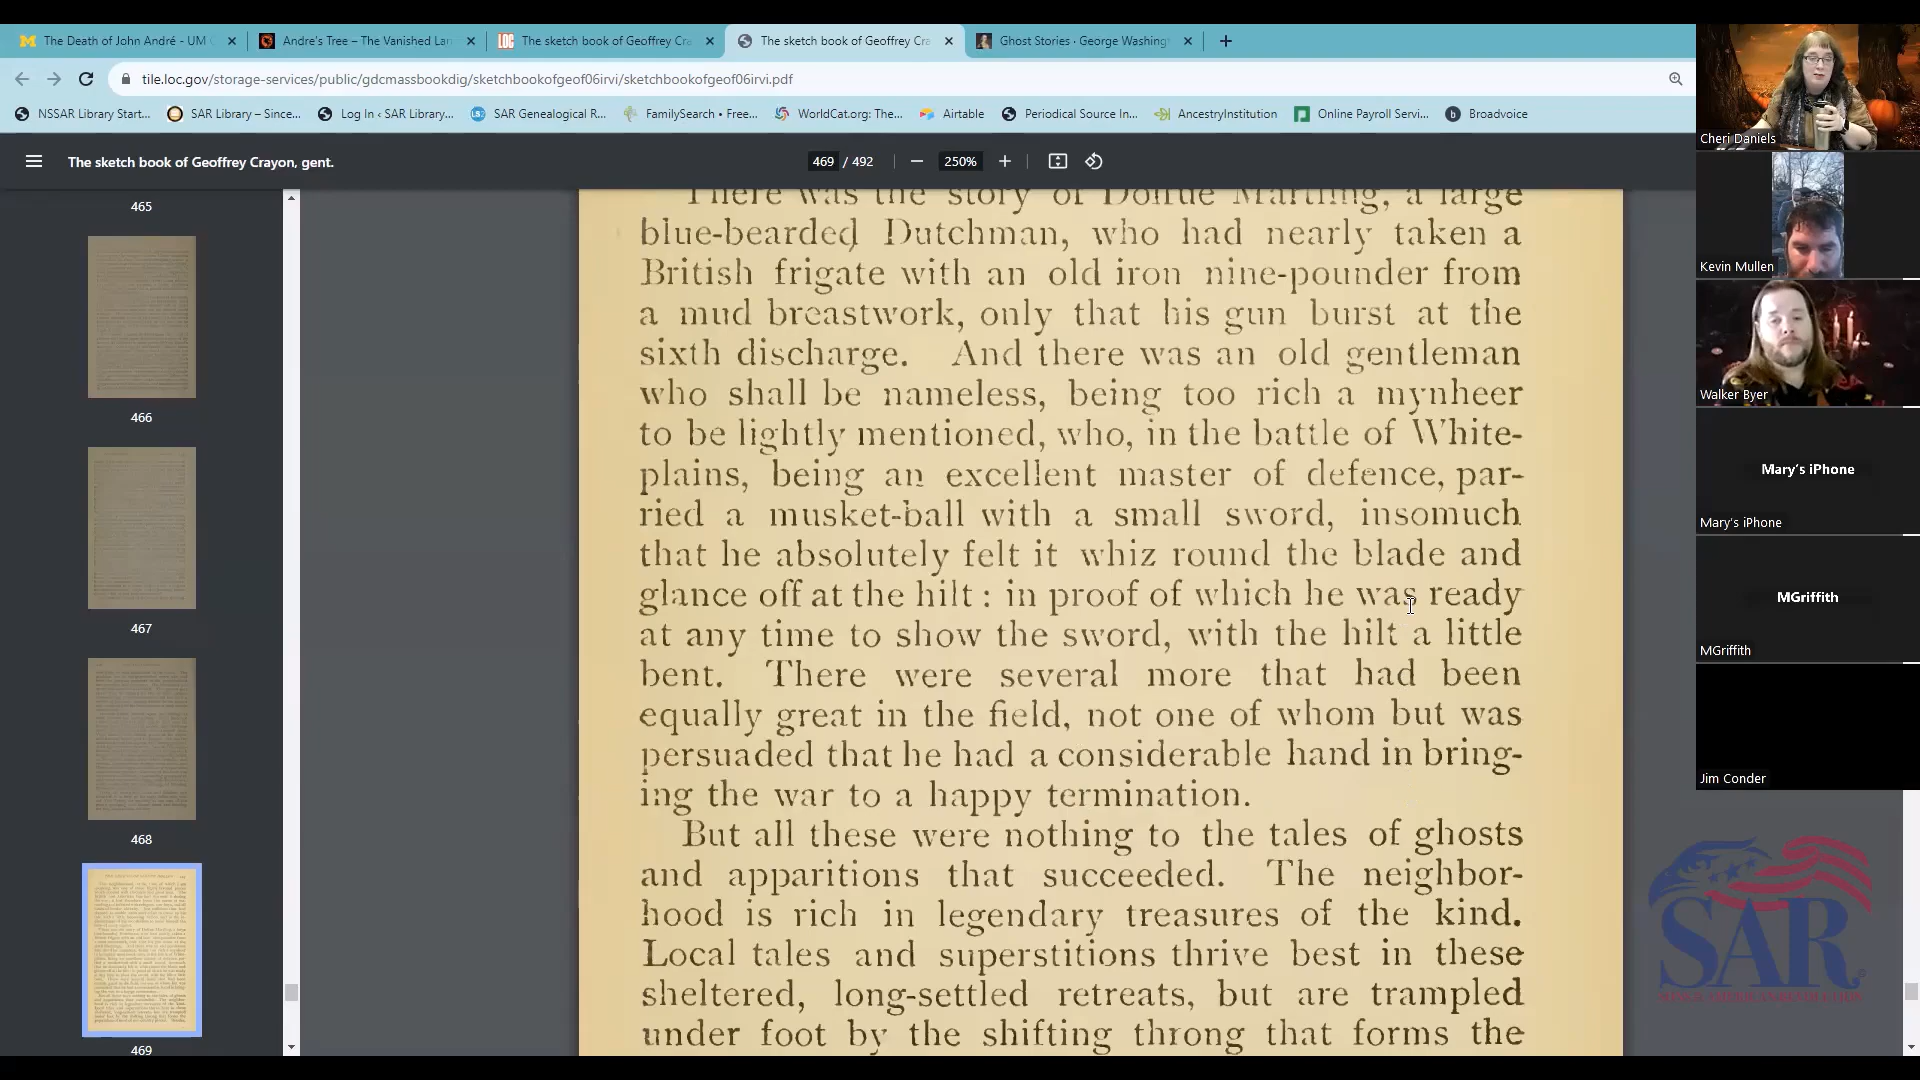 The Death of John André - UM
Andre's Tree – The Vanished Lan
The sketch book of Geoffrey Cra
The sketch book of Geoffrey Cra
Ghost Stories · George Washingt
tile.loc.gov/storage-services/public/gdcmassbookdig/sketchbookofgeof06irvi/sketchbookofgeof06irvi.pdf
NSSAR Library Start...
SAR Library – Since...
Log In ‹ SAR Library...
SAR Genealogical R...
FamilySearch • Free...
WorldCat.org: The...
Airtable
Periodical Source In...
AncestryInstitution
Online Payroll Servi...
Broadvoice
The sketch book of Geoffrey Crayon, gent.
469 / 492
250%
465
466
467
468
469
There was the story of Doffue Martling, a large
blue-bearded Dutchman, who had nearly taken a
British frigate with an old iron nine-pounder from
a mud breastwork, only that his gun burst at the
sixth discharge. And there was an old gentleman
who shall be nameless, being too rich a mynheer
to be lightly mentioned, who, in the battle of White-
plains, being an excellent master of defence, par-
ried a musket-ball with a small sword, insomuch
that he absolutely felt it whiz round the blade and
glance off at the hilt : in proof of which he was ready
at any time to show the sword, with the hilt a little
bent. There were several more that had been
equally great in the field, not one of whom but was
persuaded that he had a considerable hand in bring-
ing the war to a happy termination.
But all these were nothing to the tales of ghosts
and apparitions that succeeded. The neighbor-
hood is rich in legendary treasures of the kind.
Local tales and superstitions thrive best in these
sheltered, long-settled retreats, but are trampled
under foot by the shifting throng that forms the
Cheri Daniels
Kevin Mullen
Walker Byer
Mary's iPhone
Mary's iPhone
MGriffith
MGriffith
Jim Conder
SAR